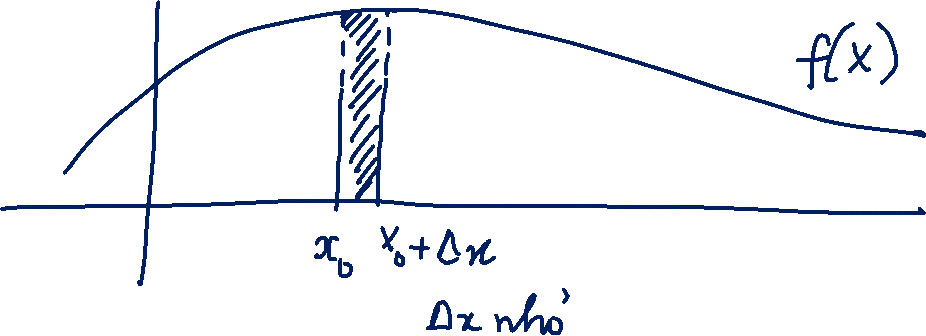 f(x)
x₀ x₀ + Δx
Δx nhỏ